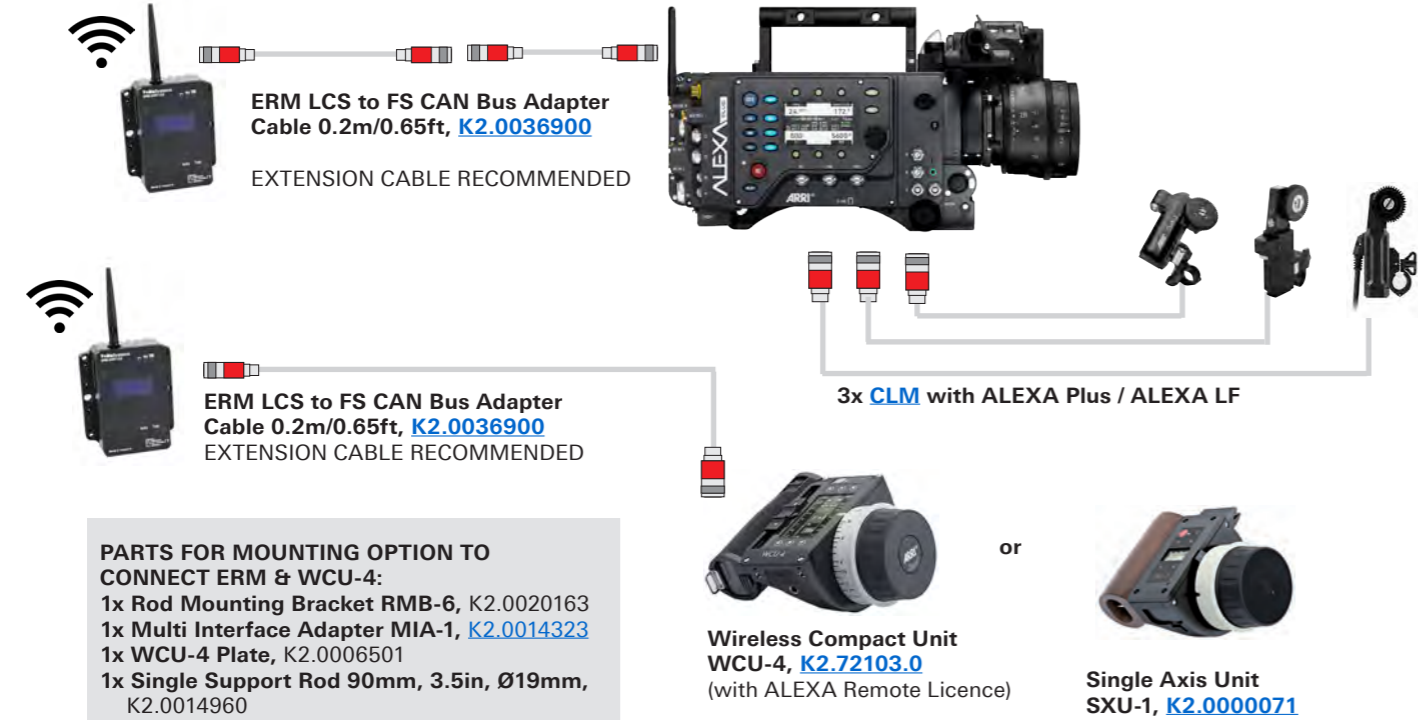 ERM LCS to FS CAN Bus Adapter
Cable 0.2m/0.65ft, K2.0036900
EXTENSION CABLE RECOMMENDED
ALEXA PLUS
ARRI
3x CLM with ALEXA Plus / ALEXA LF
ERM LCS to FS CAN Bus Adapter
Cable 0.2m/0.65ft, K2.0036900
EXTENSION CABLE RECOMMENDED
PARTS FOR MOUNTING OPTION TO
CONNECT ERM & WCU-4:
1x Rod Mounting Bracket RMB-6, K2.0020163
1x Multi Interface Adapter MIA-1, K2.0014323
1x WCU-4 Plate, K2.0006501
1x Single Support Rod 90mm, 3.5in, Ø19mm,
K2.0014960
WCU-4
ARRI
or
Wireless Compact Unit
WCU-4, K2.72103.0
(with ALEXA Remote Licence)
Single Axis Unit
SXU-1, K2.0000071